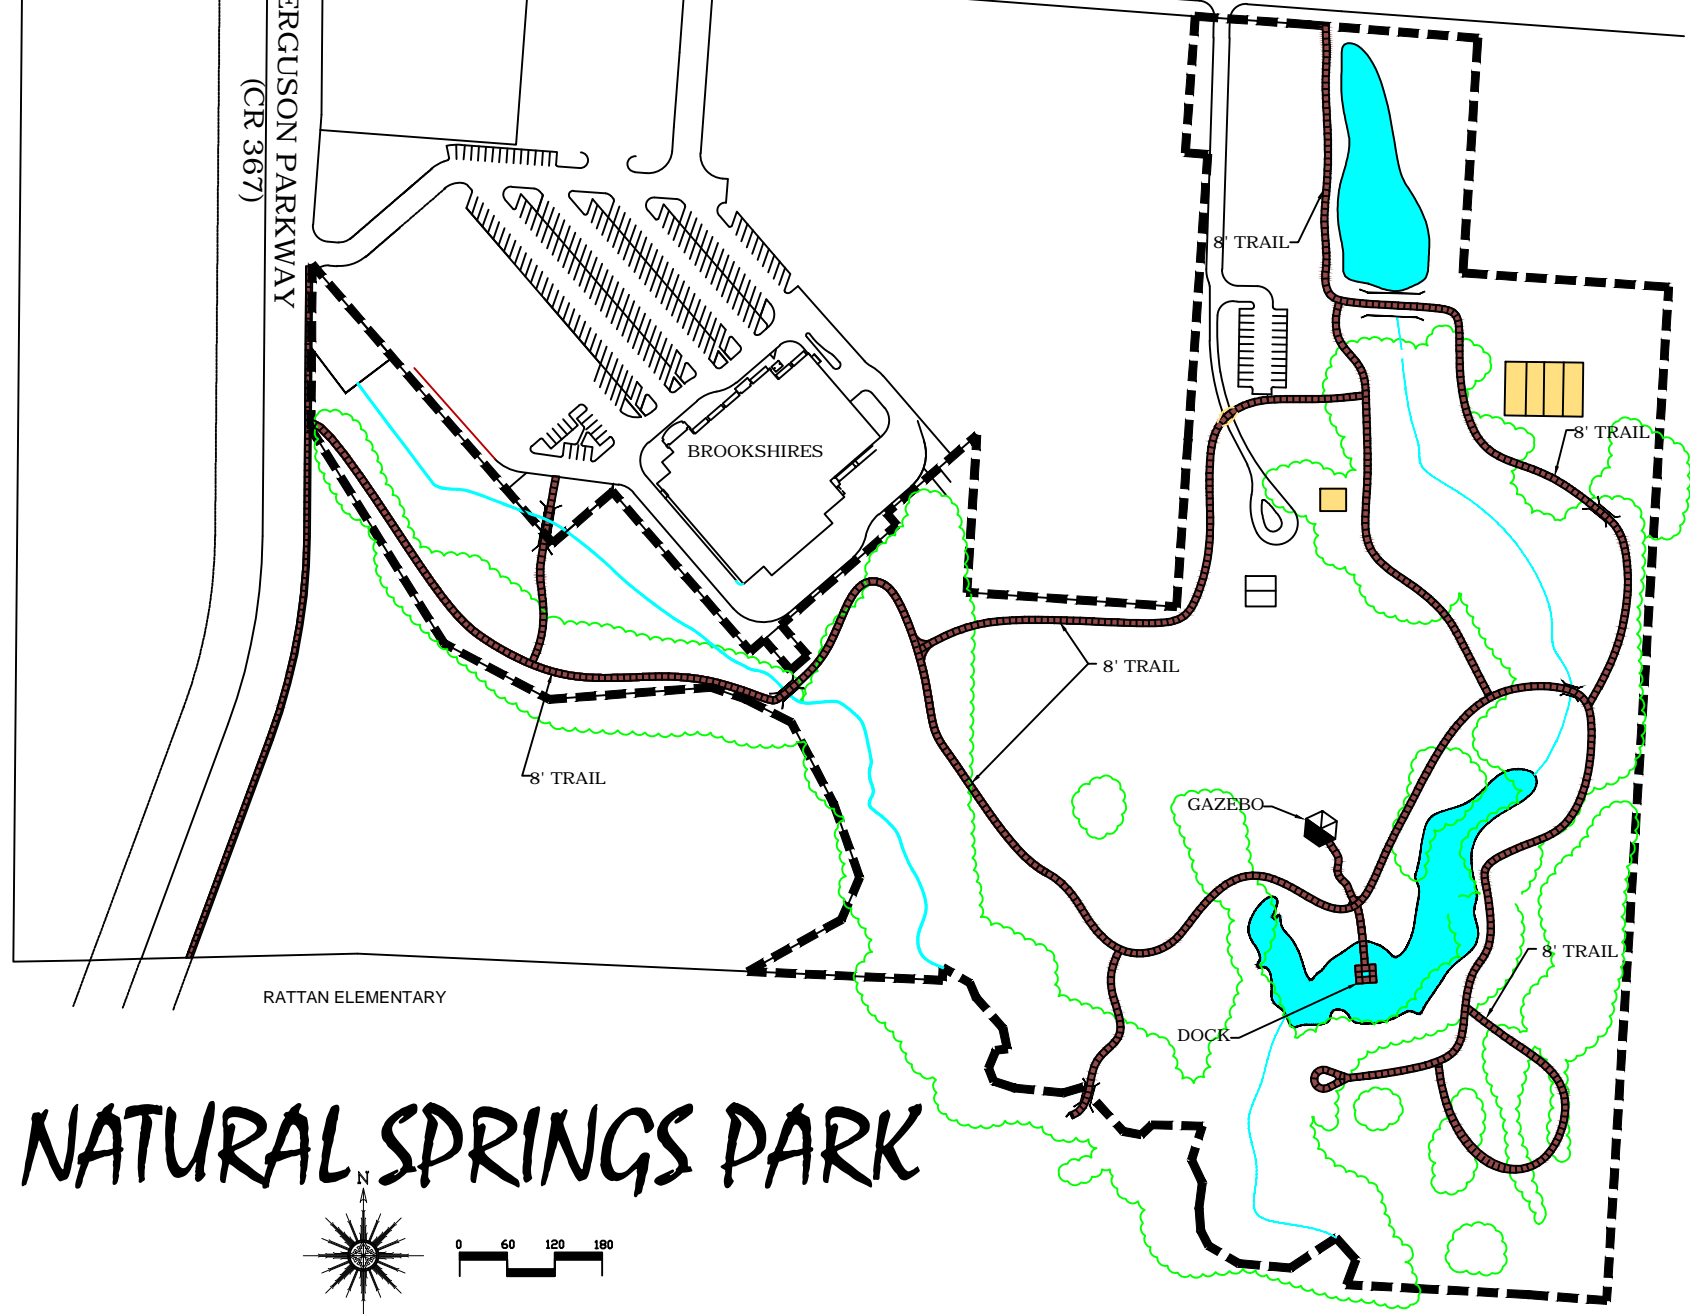 ERGUSON PARKWAY
(CR 367)
8' TRAIL
8' TRAIL
BROOKSHIRES
8' TRAIL
8' TRAIL
GAZEBO
8' TRAIL
DOCK
RATTAN ELEMENTARY
NATURAL SPRINGS PARK
N
0 60 120 180